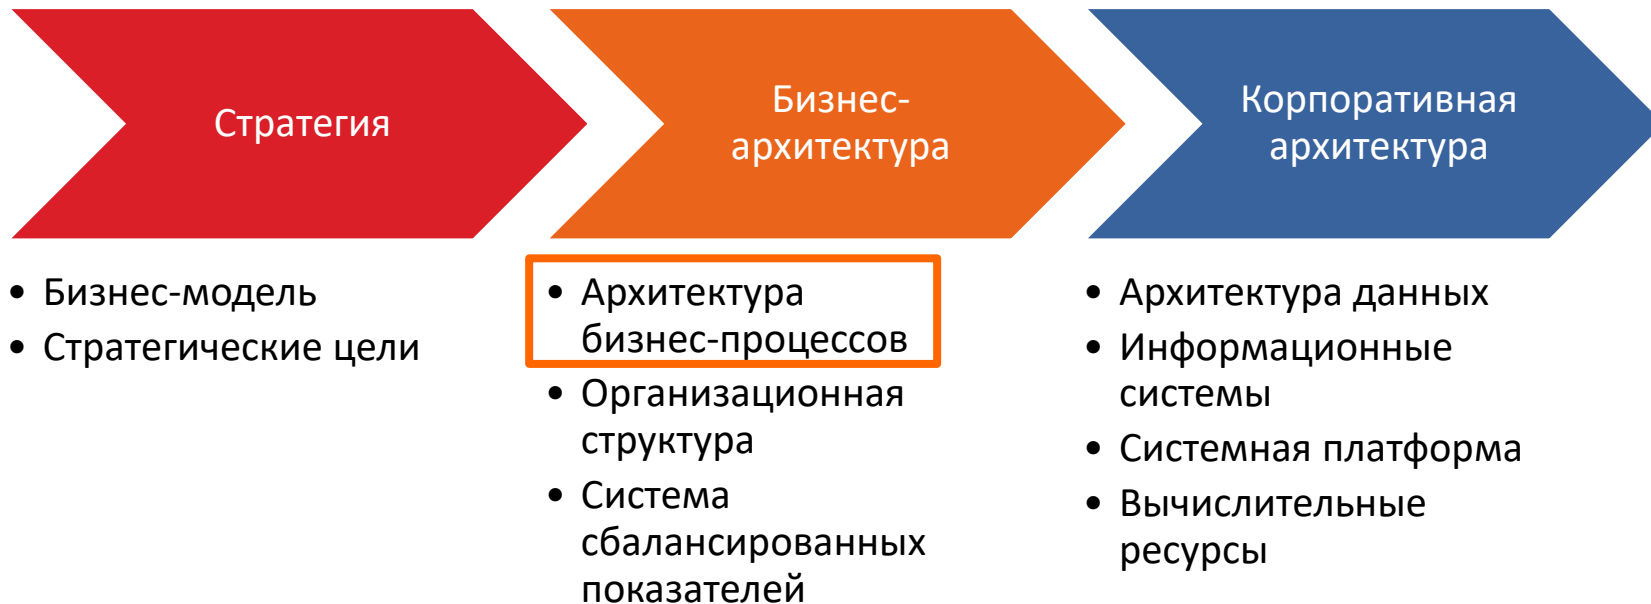 Стратегия
• Бизнес-модель
• Стратегические цели
Бизнес-
архитектура
• Архитектура
бизнес-процессов
• Организационная
структура
• Система
сбалансированных
показателей
Корпоративная
архитектура
• Архитектура данных
• Информационные
системы
• Системная платформа
• Вычислительные
ресурсы